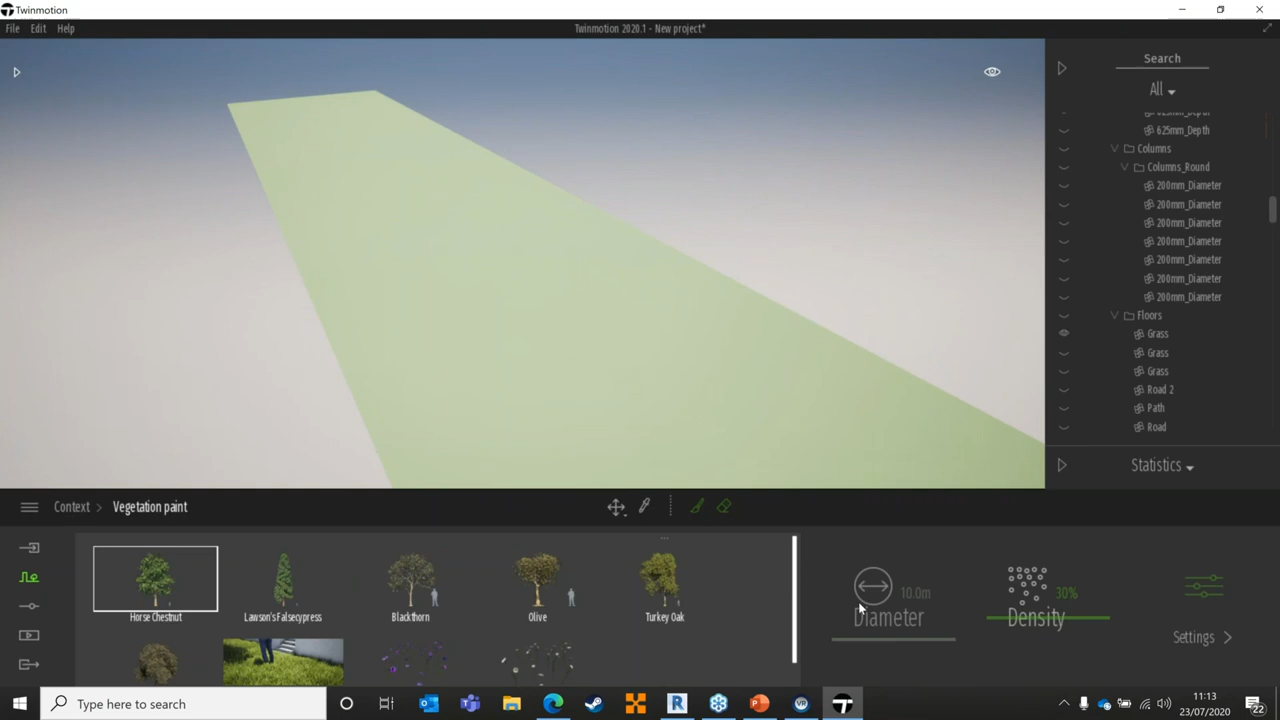 Twinmotion
File Edit Help
Twinmotion 2020.1 - New project*
Search
All
625mm_Depth
625mm_Depth
Columns
Columns_Round
200mm_Diameter
200mm_Diameter
200mm_Diameter
200mm_Diameter
200mm_Diameter
200mm_Diameter
200mm_Diameter
Floors
Grass
Grass
Grass
Road 2
Path
Road
Statistics
Context > Vegetation paint
Horse Chestnut
Lawson's Falsecypress
Blackthorn
Olive
Turkey Oak
10.0m
Diameter
30%
Density
Settings
Type here to search
11:13
23/07/2020
22